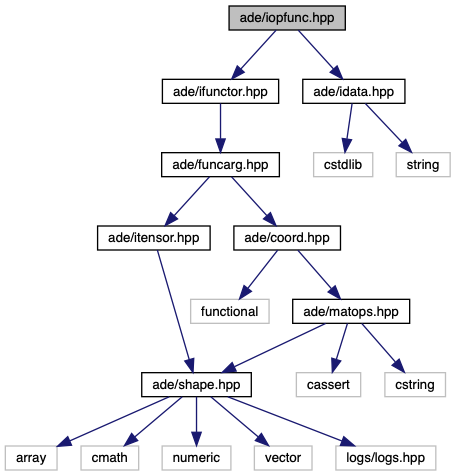 ade/iopfunc.hpp
ade/ifunctor.hpp
ade/idata.hpp
ade/funcarg.hpp
cstdlib
string
ade/itensor.hpp
ade/coord.hpp
functional
ade/matops.hpp
ade/shape.hpp
cassert
cstring
array
cmath
numeric
vector
logs/logs.hpp